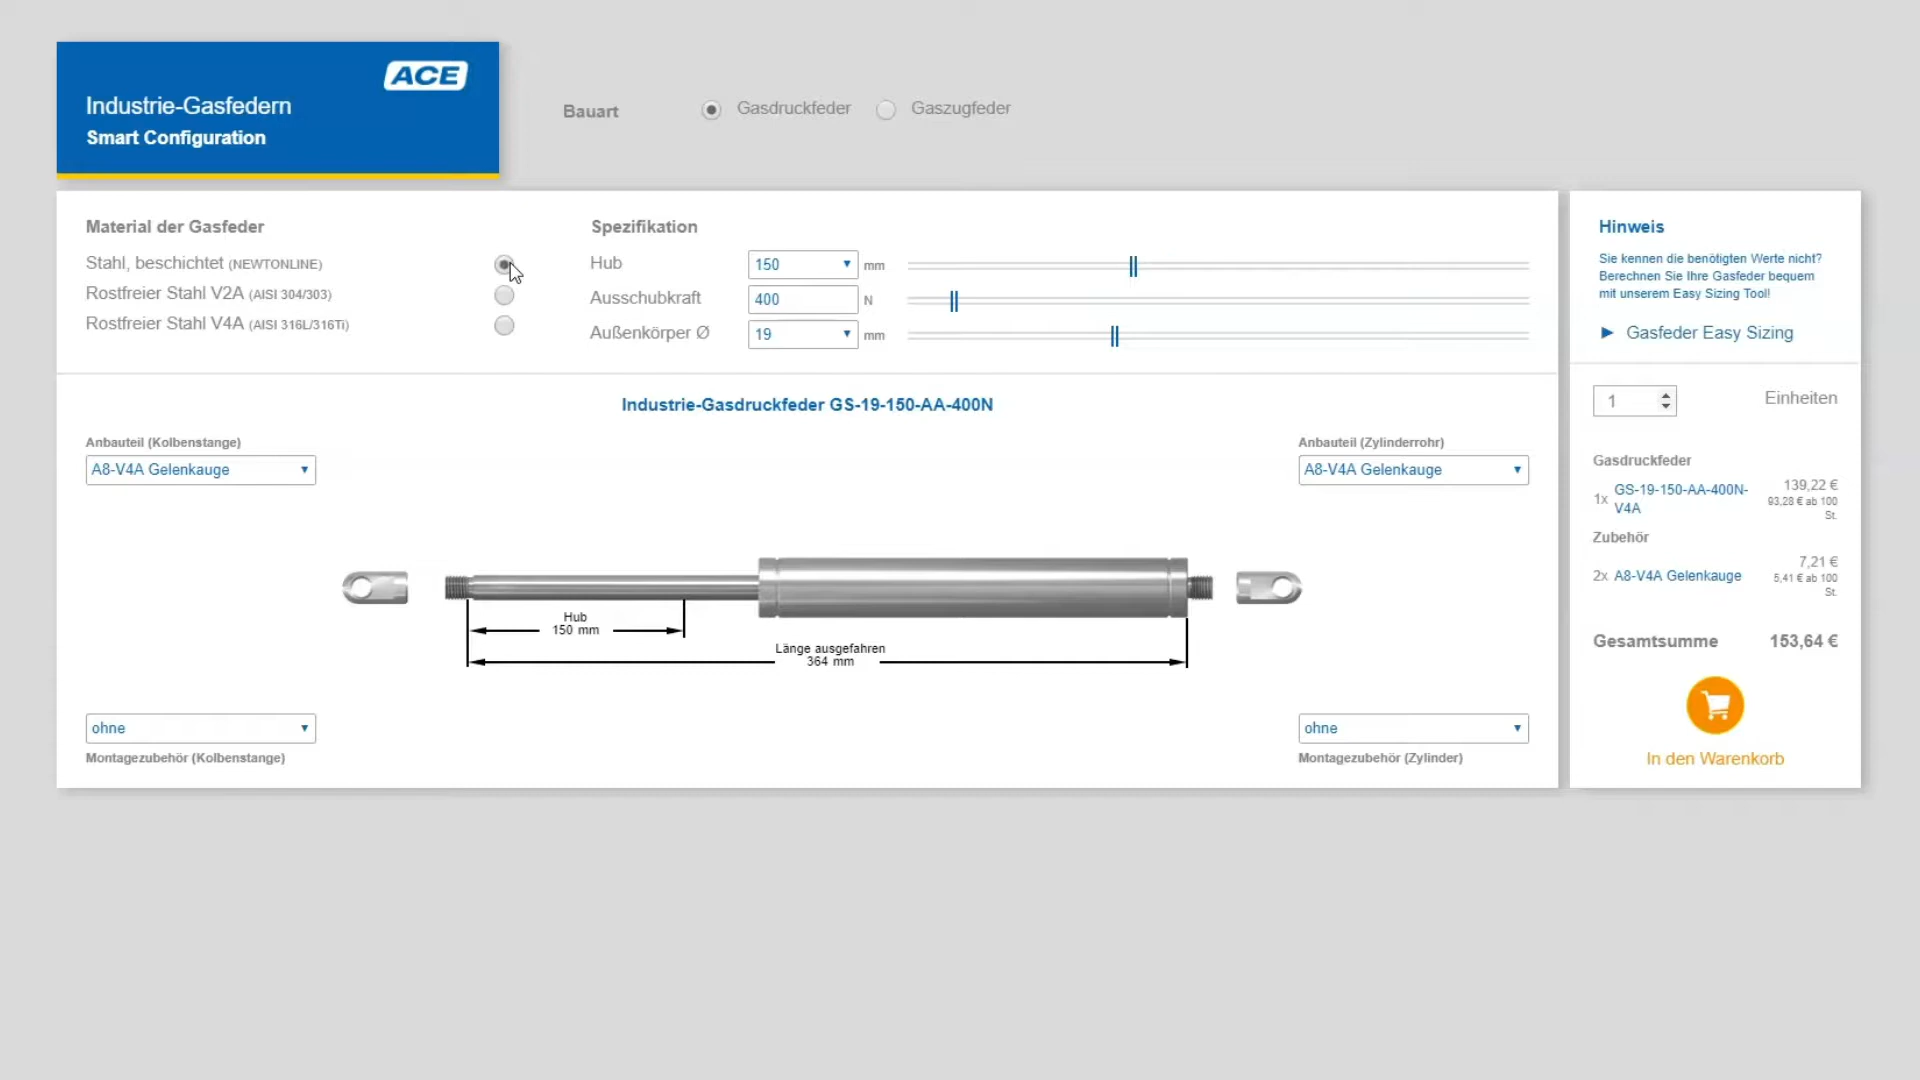 ACE
Industrie-Gasfedern
Smart Configuration
Bauart
Gasdruckfeder
Gaszugfeder
Material der Gasfeder
Stahl, beschichtet (NEWTONLINE)
Rostfreier Stahl V2A (AISI 304/303)
Rostfreier Stahl V4A (AISI 316L/316Ti)
Spezifikation
Hub 150 mm
Ausschubkraft 400 N
Außenkörper Ø 19 mm
Industrie-Gasdruckfeder GS-19-150-AA-400N
Anbauteil (Kolbenstange)
A8-V4A Gelenkauge
Anbauteil (Zylinderrohr)
A8-V4A Gelenkauge
Hub
150 mm
Länge ausgefahren
364 mm
ohne
Montagezubehör (Kolbenstange)
ohne
Montagezubehör (Zylinder)
Hinweis
Sie kennen die benötigten Werte nicht?
Berechnen Sie Ihre Gasfeder bequem
mit unserem Easy Sizing Tool!
Gasfeder Easy Sizing
1 Einheiten
Gasdruckfeder
1x GS-19-150-AA-400N-
V4A
139,22 €
93,28 € ab 100
St.
Zubehör
2x A8-V4A Gelenkauge
7,21 €
5,41 € ab 100
St.
Gesamtsumme 153,64 €
In den Warenkorb